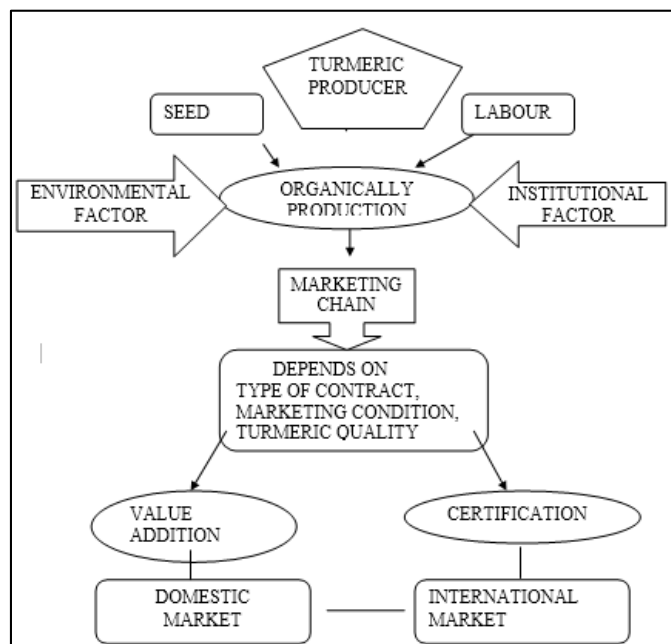 TURMERIC
PRODUCER
SEED
LABOUR
ENVIRONMENTAL
FACTOR
ORGANICALLY
PRODUCTION
INSTITUTIONAL
FACTOR
MARKETING
CHAIN
DEPENDS ON
TYPE OF CONTRACT,
MARKETING CONDITION,
TURMERIC QUALITY
VALUE
ADDITION
CERTIFICATION
DOMESTIC
MARKET
INTERNATIONAL
MARKET